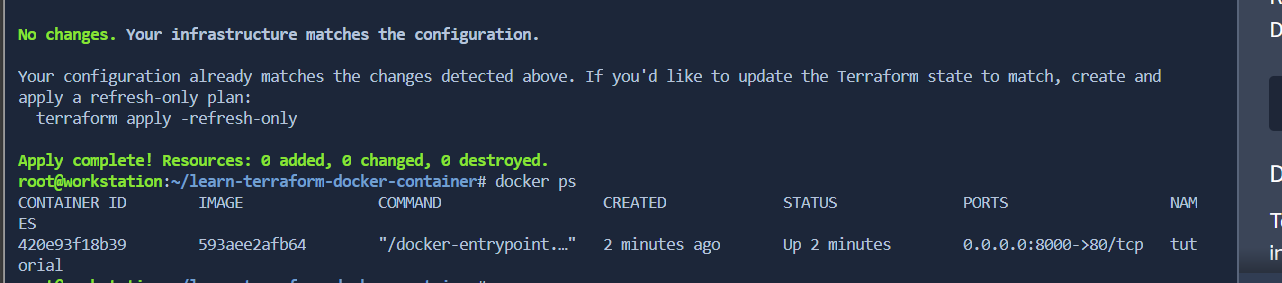 No changes. Your infrastructure matches the configuration.
Your configuration already matches the changes detected above. If you'd like to update the Terraform state to match, create and
apply a refresh-only plan:
terraform apply -refresh-only
Apply complete! Resources: 0 added, 0 changed, 0 destroyed.
root@workstation:~/learn-terraform-docker-container# docker ps
CONTAINER ID IMAGE COMMAND CREATED STATUS PORTS NAM
ES
420e93f18b39 593aee2afb64 "/docker-entrypoint.…" 2 minutes ago Up 2 minutes 0.0.0.0:8000->80/tcp tut
orial